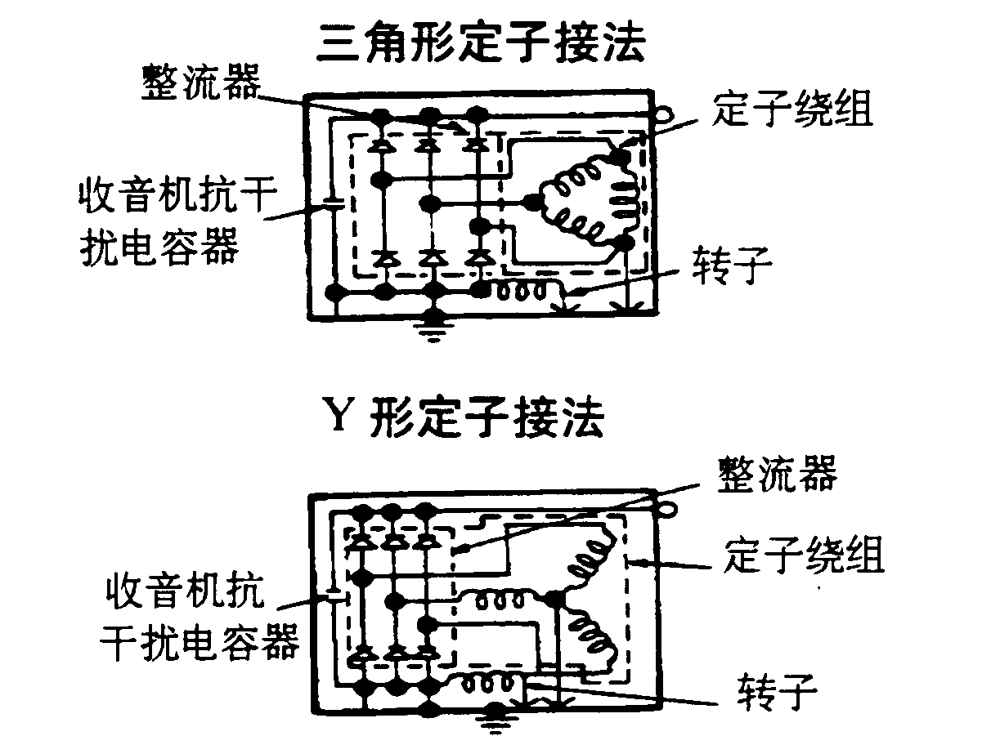 三角形定子接法
整流器
定子绕组
收音机抗干
扰电容器
转子
Y 形定子接法
整流器
定子绕组
收音机抗
干扰电容器
转子